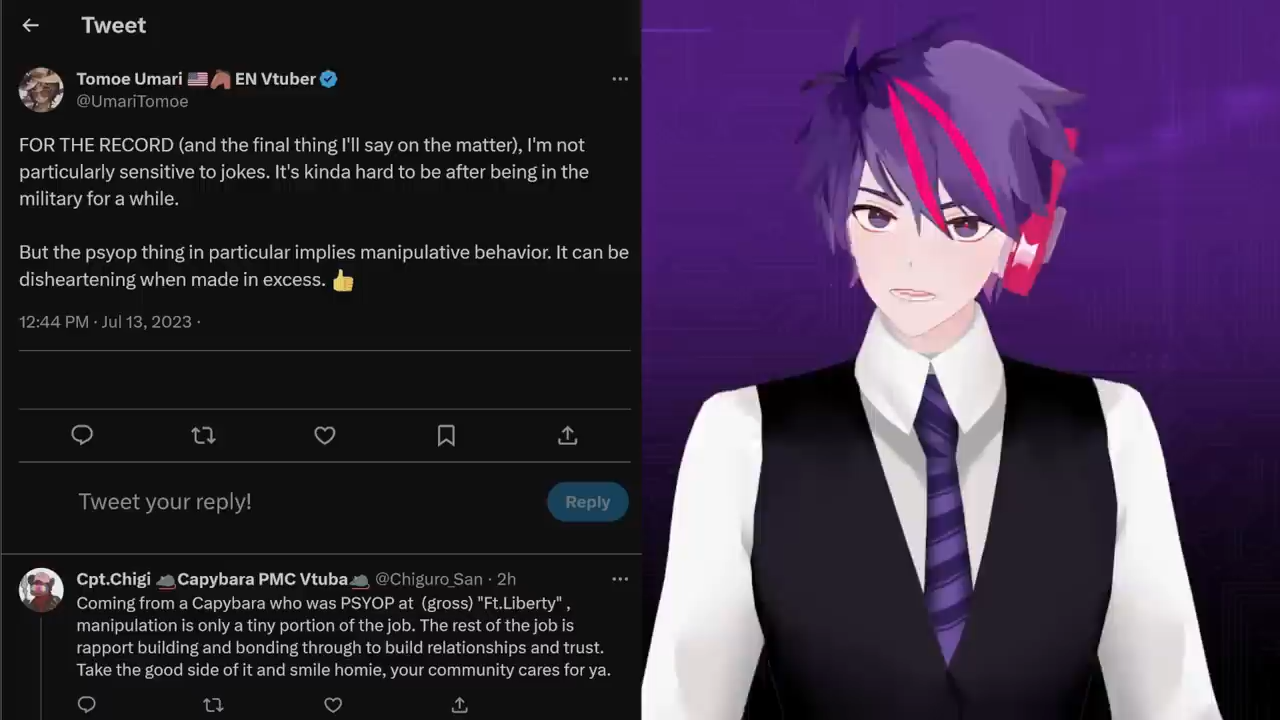 Tweet
Tomoe Umari 🇺🇸🐴 EN Vtuber
@UmariTomoe
FOR THE RECORD (and the final thing I'll say on the matter), I'm not
particularly sensitive to jokes. It's kinda hard to be after being in the
military for a while.
But the psyop thing in particular implies manipulative behavior. It can be
disheartening when made in excess. 👍
12:44 PM · Jul 13, 2023 ·
Tweet your reply!
Reply
Cpt.Chigi 🐀Capybara PMC Vtuba🐀 @Chiguro_San · 2h
Coming from a Capybara who was PSYOP at (gross) "Ft.Liberty" ,
manipulation is only a tiny portion of the job. The rest of the job is
rapport building and bonding through to build relationships and trust.
Take the good side of it and smile homie, your community cares for ya.